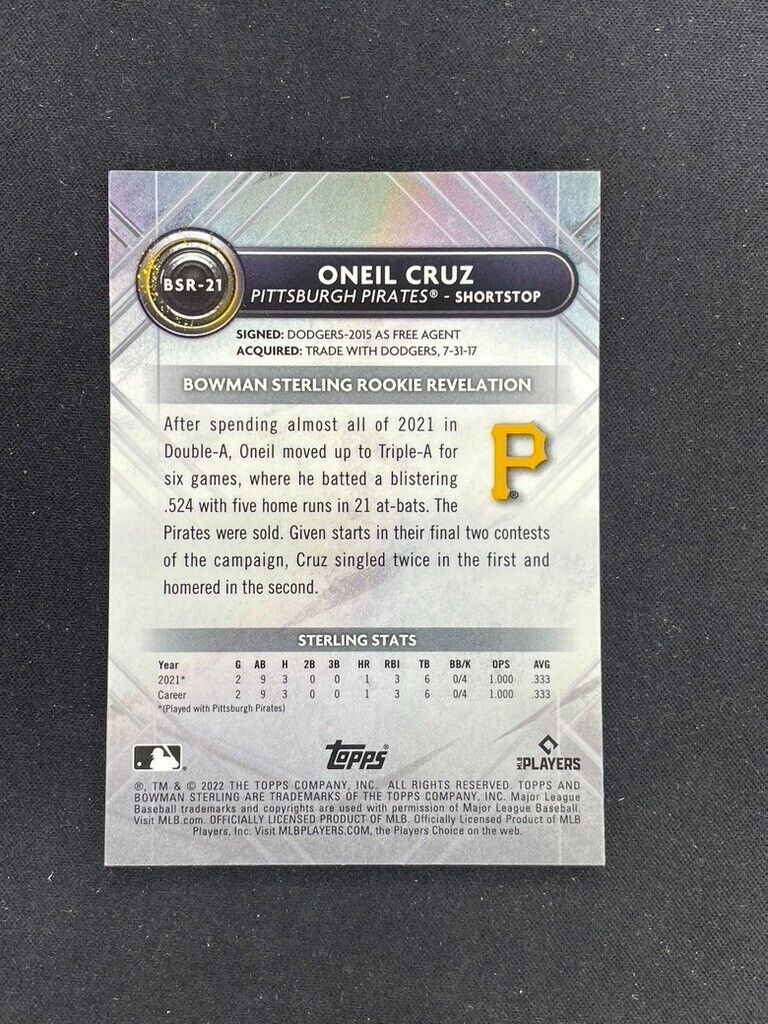 BSR-21
ONEIL CRUZ
PITTSBURGH PIRATES® - SHORTSTOP
SIGNED: DODGERS-2015 AS FREE AGENT
ACQUIRED: TRADE WITH DODGERS, 7-31-17
BOWMAN STERLING ROOKIE REVELATION
After spending almost all of 2021 in
Double-A, Oneil moved up to Triple-A for
six games, where he batted a blistering
.524 with five home runs in 21 at-bats. The
Pirates were sold. Given starts in their final two contests
of the campaign, Cruz singled twice in the first and
homered in the second.
P®
STERLING STATS
Year G AB H 2B 3B HR RBI TB BB/K OPS AVG
2021* 2 9 3 0 0 1 3 6 0/4 1.000 .333
Career 2 9 3 0 0 1 3 6 0/4 1.000 .333
*(Played with Pittsburgh Pirates)
Topps® PLAYERS
®, TM & © 2022 THE TOPPS COMPANY, INC. ALL RIGHTS RESERVED. TOPPS AND
BOWMAN STERLING ARE TRADEMARKS OF THE TOPPS COMPANY, INC. Major League
Baseball trademarks and copyrights are used with permission of Major League Baseball.
Visit MLB.com. OFFICIALLY LICENSED PRODUCT OF MLB. Officially Licensed Product of MLB
Players, Inc. Visit MLBPLAYERS.COM, the Players Choice on the web.